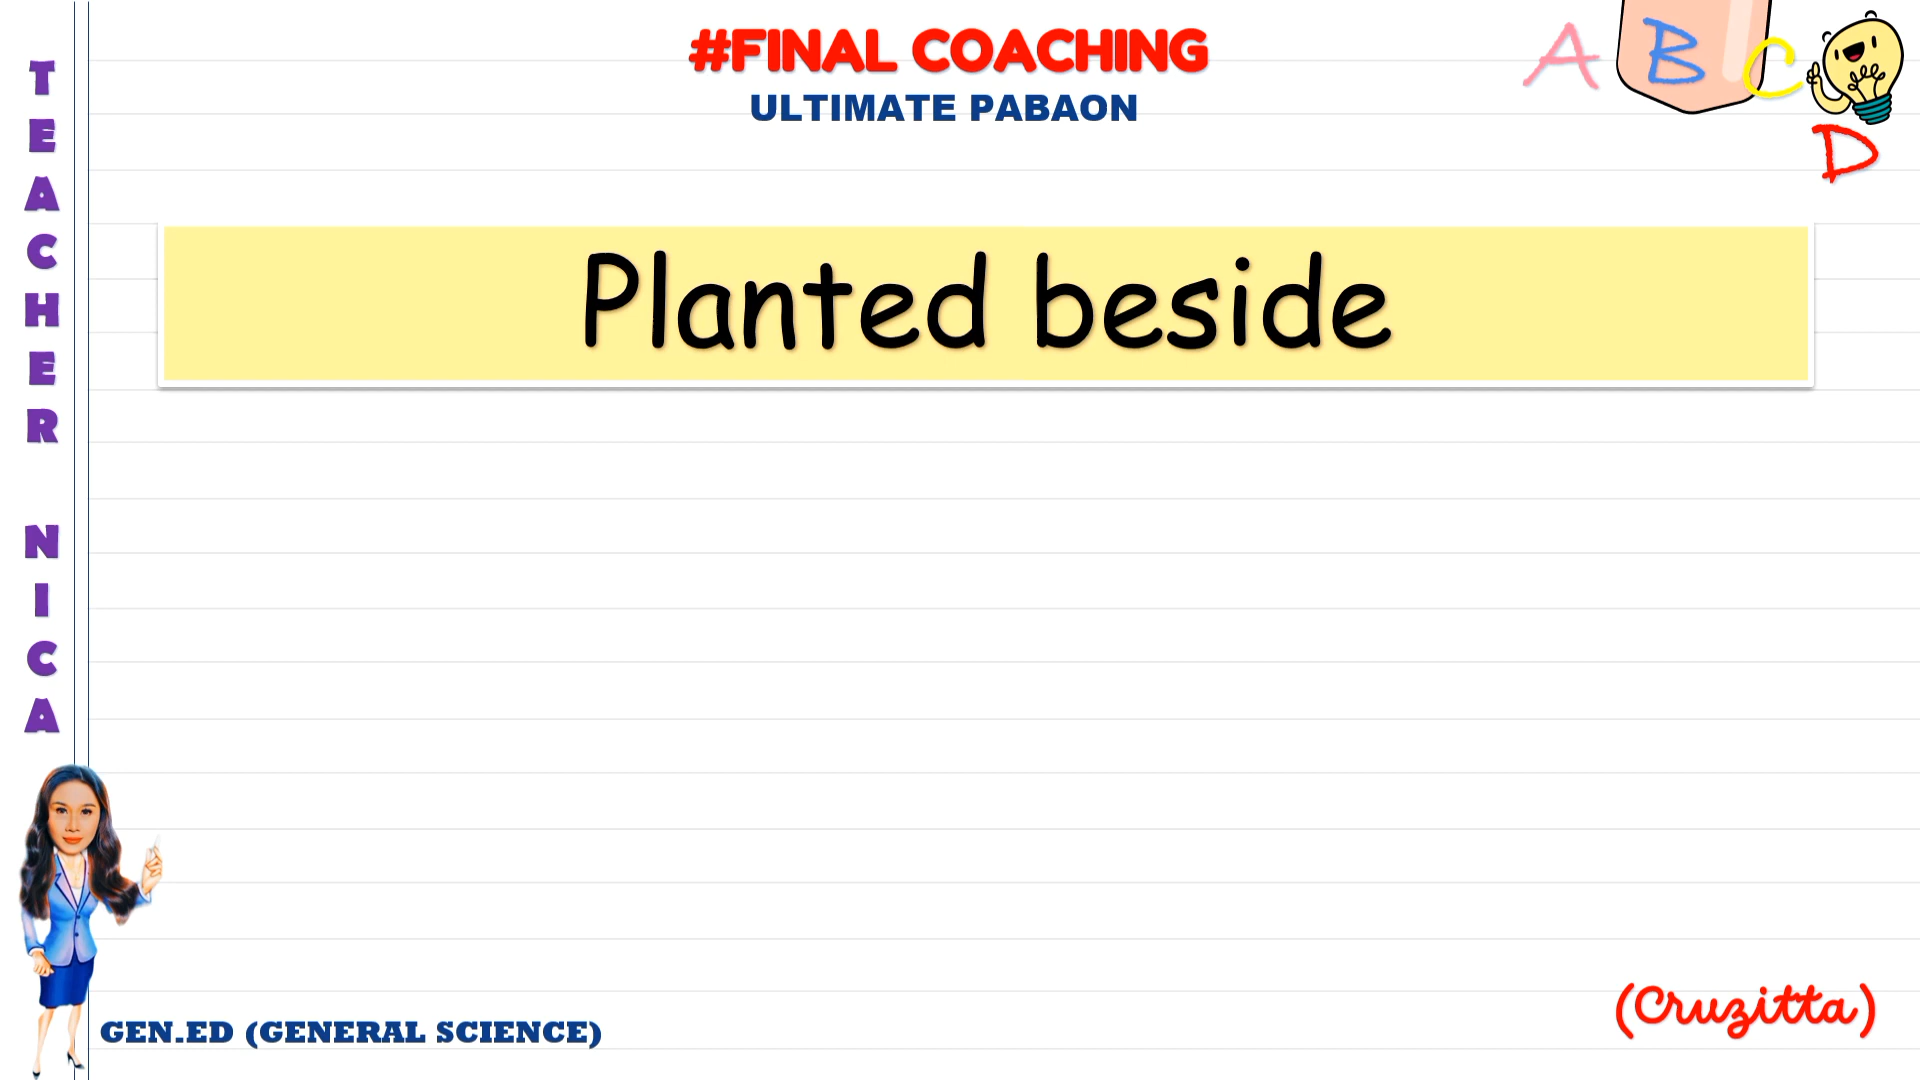 #FINAL COACHING
ULTIMATE PABAON
A B C
D
TEACHER NICA
Planted beside
GEN.ED (GENERAL SCIENCE)
(Cruzitta)